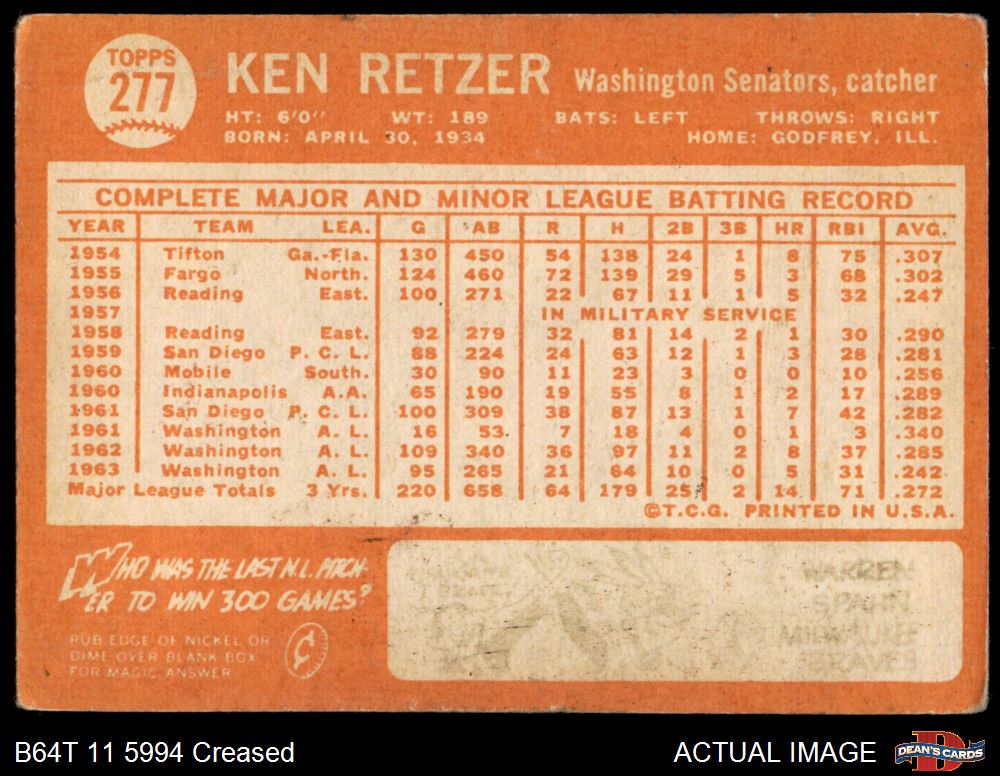 TOPPS
277
KEN RETZER Washington Senators, catcher
HT: 6'0" WT: 189 BATS: LEFT THROWS: RIGHT
BORN: APRIL 30, 1934 HOME: GODFREY, ILL.
COMPLETE MAJOR AND MINOR LEAGUE BATTING RECORD
YEAR TEAM LEA. G AB R H 2B 3B HR RBI AVG.
1954 Tifton Ga.-Fla. 130 450 54 138 24 1 8 75 .307
1955 Fargo North. 124 460 72 139 29 5 3 68 .302
1956 Reading East. 100 271 22 67 11 1 5 32 .247
1957 IN MILITARY SERVICE
1958 Reading East. 92 279 32 81 14 2 1 30 .290
1959 San Diego P. C. L. 88 224 24 63 12 1 3 28 .281
1960 Mobile South. 30 90 11 23 3 0 0 10 .256
1960 Indianapolis A.A. 65 190 19 55 8 1 2 17 .289
1961 San Diego P. C. L. 100 309 38 87 13 1 7 42 .282
1961 Washington A. L. 16 53 7 18 4 0 1 3 .340
1962 Washington A. L. 109 340 36 97 11 2 8 37 .285
1963 Washington A. L. 95 265 21 64 10 0 5 31 .242
Major League Totals 3 Yrs. 220 658 64 179 25 2 14 71 .272
©T.C.G. PRINTED IN U.S.A.
WHO WAS THE LAST N.L. PITCH-
ER TO WIN 300 GAMES?
RUB EDGE OF NICKEL OR
DIME OVER BLANK BOX
FOR MAGIC ANSWER
WARREN
SPAHN
MILWAUKEE
BRAVES
B64T 11 5994 Creased
ACTUAL IMAGE
DEAN'S CARDS